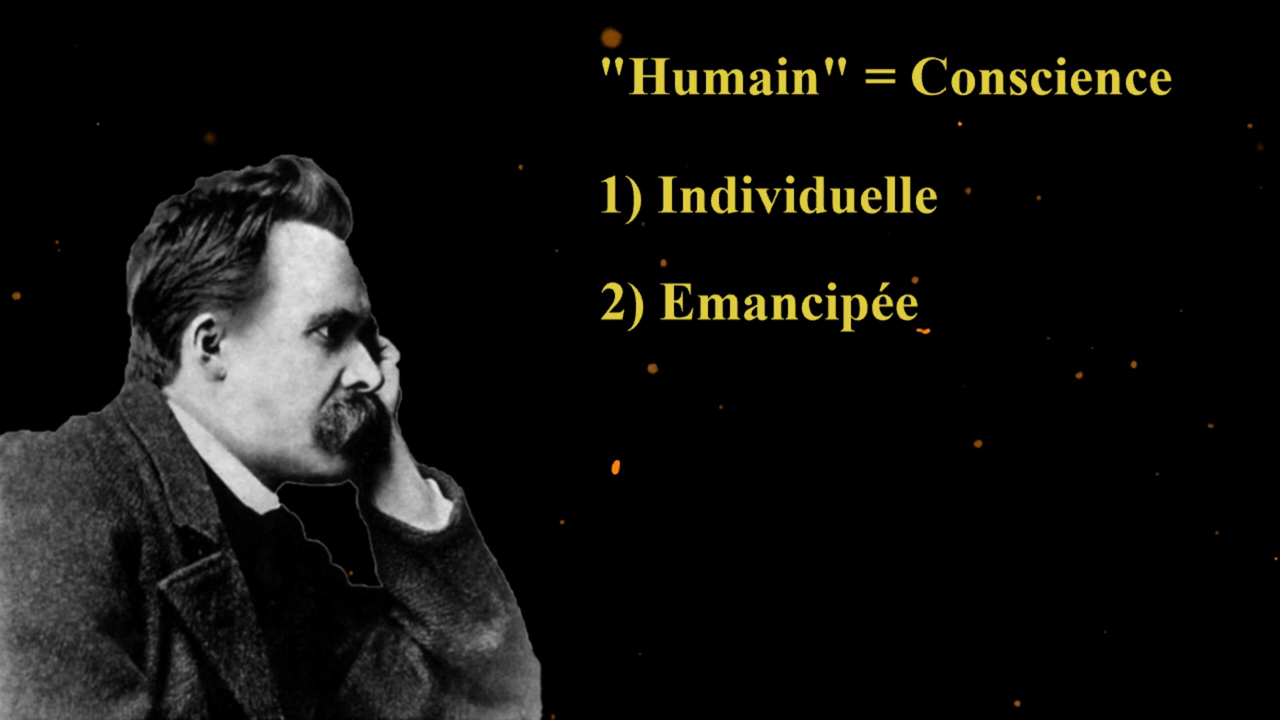 "Humain" = Conscience
1) Individuelle
2) Emancipée